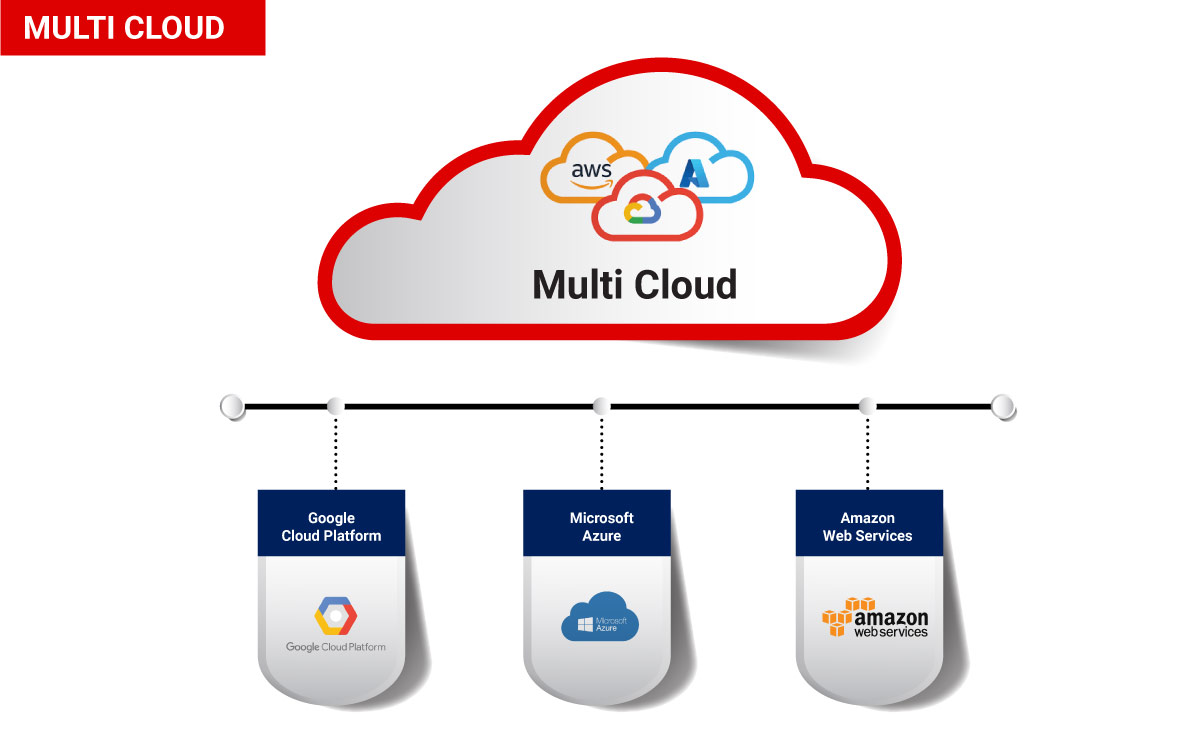 MULTI CLOUD
aws
Multi Cloud
Google
Cloud Platform
Microsoft
Azure
Amazon
Web Services
Google Cloud Platform
Microsoft
Azure
amazon
web services